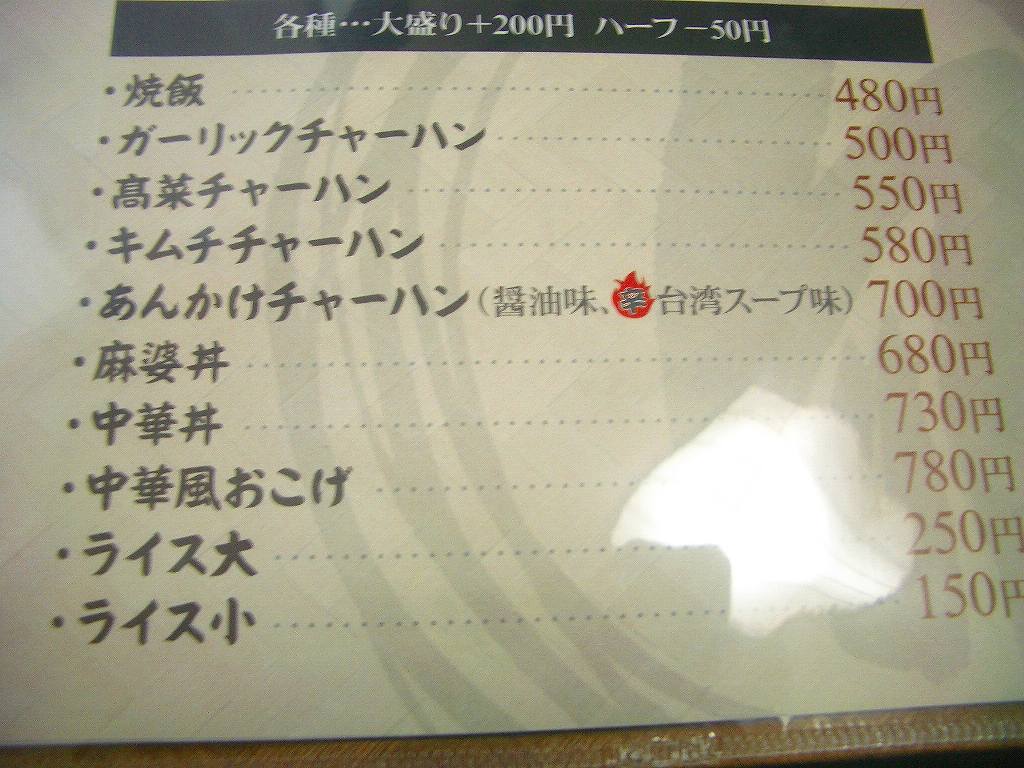 各種…大盛り＋200円 ハーフ－50円
・焼飯 480円
・ガーリックチャーハン 500円
・髙菜チャーハン 550円
・キムチチャーハン 580円
・あんかけチャーハン（醤油味、辛台湾スープ味） 700円
・麻婆丼 680円
・中華丼 730円
・中華風おこげ 780円
・ライス大 250円
・ライス小 150円